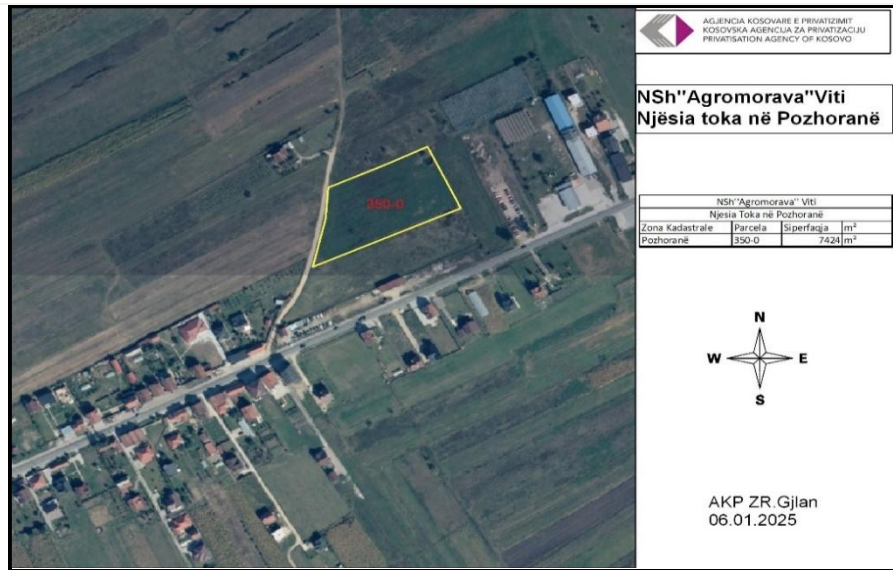 AGJENCIA KOSOVARE E PRIVATIZIMIT
KOSOVSKA AGENCIJA ZA PRIVATIZACIJU
PRIVATISATION AGENCY OF KOSOVO
NSh"Agromorava"Viti
Njësia toka në Pozhoranë
NSh"Agromorava" Viti
Njesia Toka në Pozhoranë
Zona Kadastrale Parcela Siperfaqja m²
Pozhoranë 350-0 7424 m²
350-0
N
W E
S
AKP ZR.Gjlan
06.01.2025